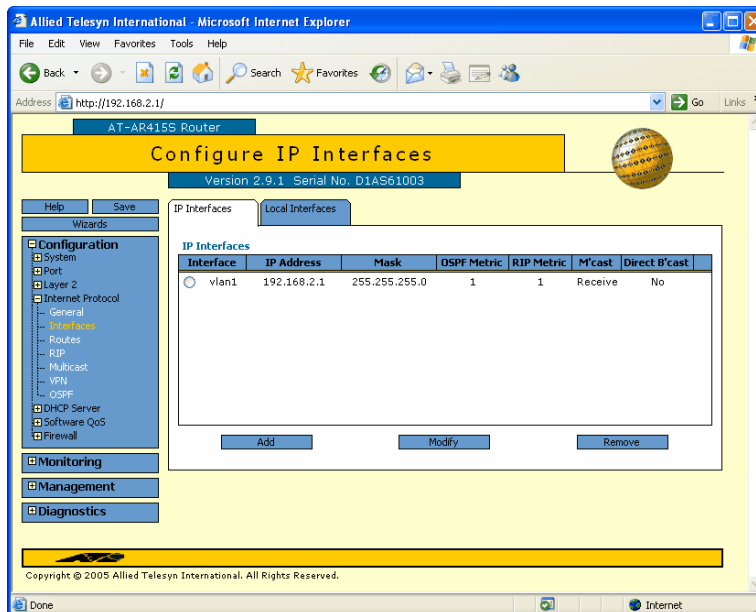 Allied Telesyn International - Microsoft Internet Explorer
File Edit View Favorites Tools Help
Back Search Favorites
Address http://192.168.2.1/ Go Links
AT-AR415S Router
Configure IP Interfaces
Version 2.9.1 Serial No. D1AS61003
Help Save
Wizards
Configuration
System
Port
Layer 2
Internet Protocol
General
Interfaces
Routes
RIP
Multicast
VPN
OSPF
DHCP Server
Software QoS
Firewall
Monitoring
Management
Diagnostics
IP Interfaces Local Interfaces
IP Interfaces
Interface IP Address Mask OSPF Metric RIP Metric M'cast Direct B'cast
vlan1 192.168.2.1 255.255.255.0 1 1 Receive No
Add Modify Remove
Copyright © 2005 Allied Telesyn International. All Rights Reserved.
Done Internet